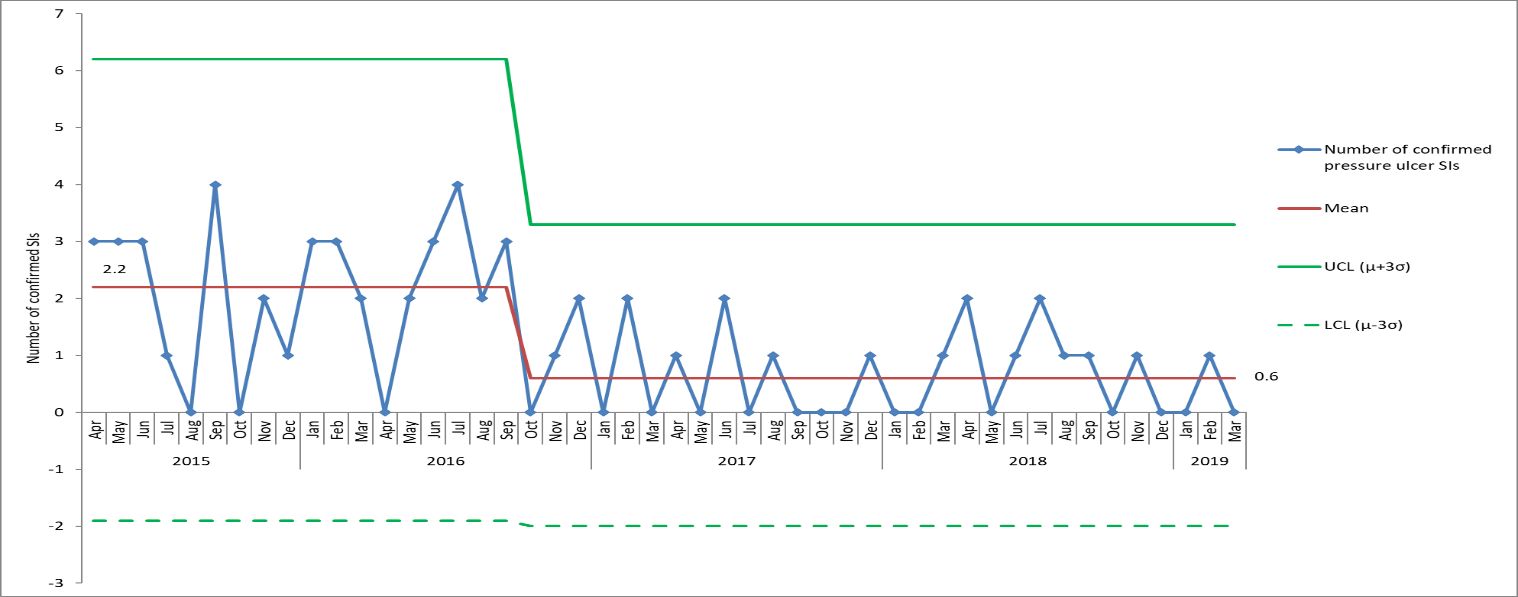 7
6
5
4
3
2
1
0
-1
-2
-3
Number of confirmed SIs
2.2
0.6
Apr May Jun Jul Aug Sep Oct Nov Dec Jan Feb Mar Apr May Jun Jul Aug Sep Oct Nov Dec Jan Feb Mar Apr May Jun Jul Aug Sep Oct Nov Dec Jan Feb Mar Apr May Jun Jul Aug Sep Oct Nov Dec Jan Feb Mar
2015 2016 2017 2018 2019
Number of confirmed
pressure ulcer SIs
Mean
UCL (μ+3σ)
LCL (μ-3σ)